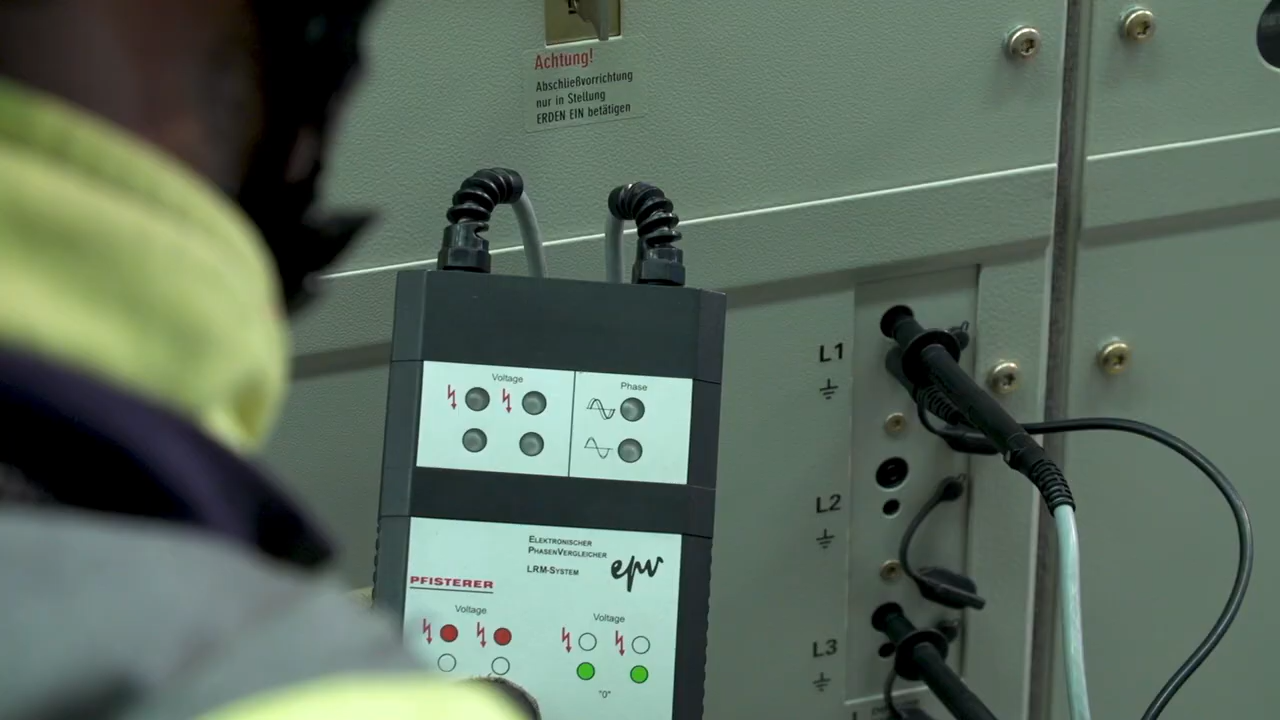 Achtung!
Abschließvorrichtung
nur in Stellung
ERDEN EIN betätigen
Voltage
Phase
ELEKTRONISCHER
PHASENVERGLEICHER
LRM-SYSTEM
epv
PFISTERER
Voltage
Voltage
"0"
L1
L2
L3